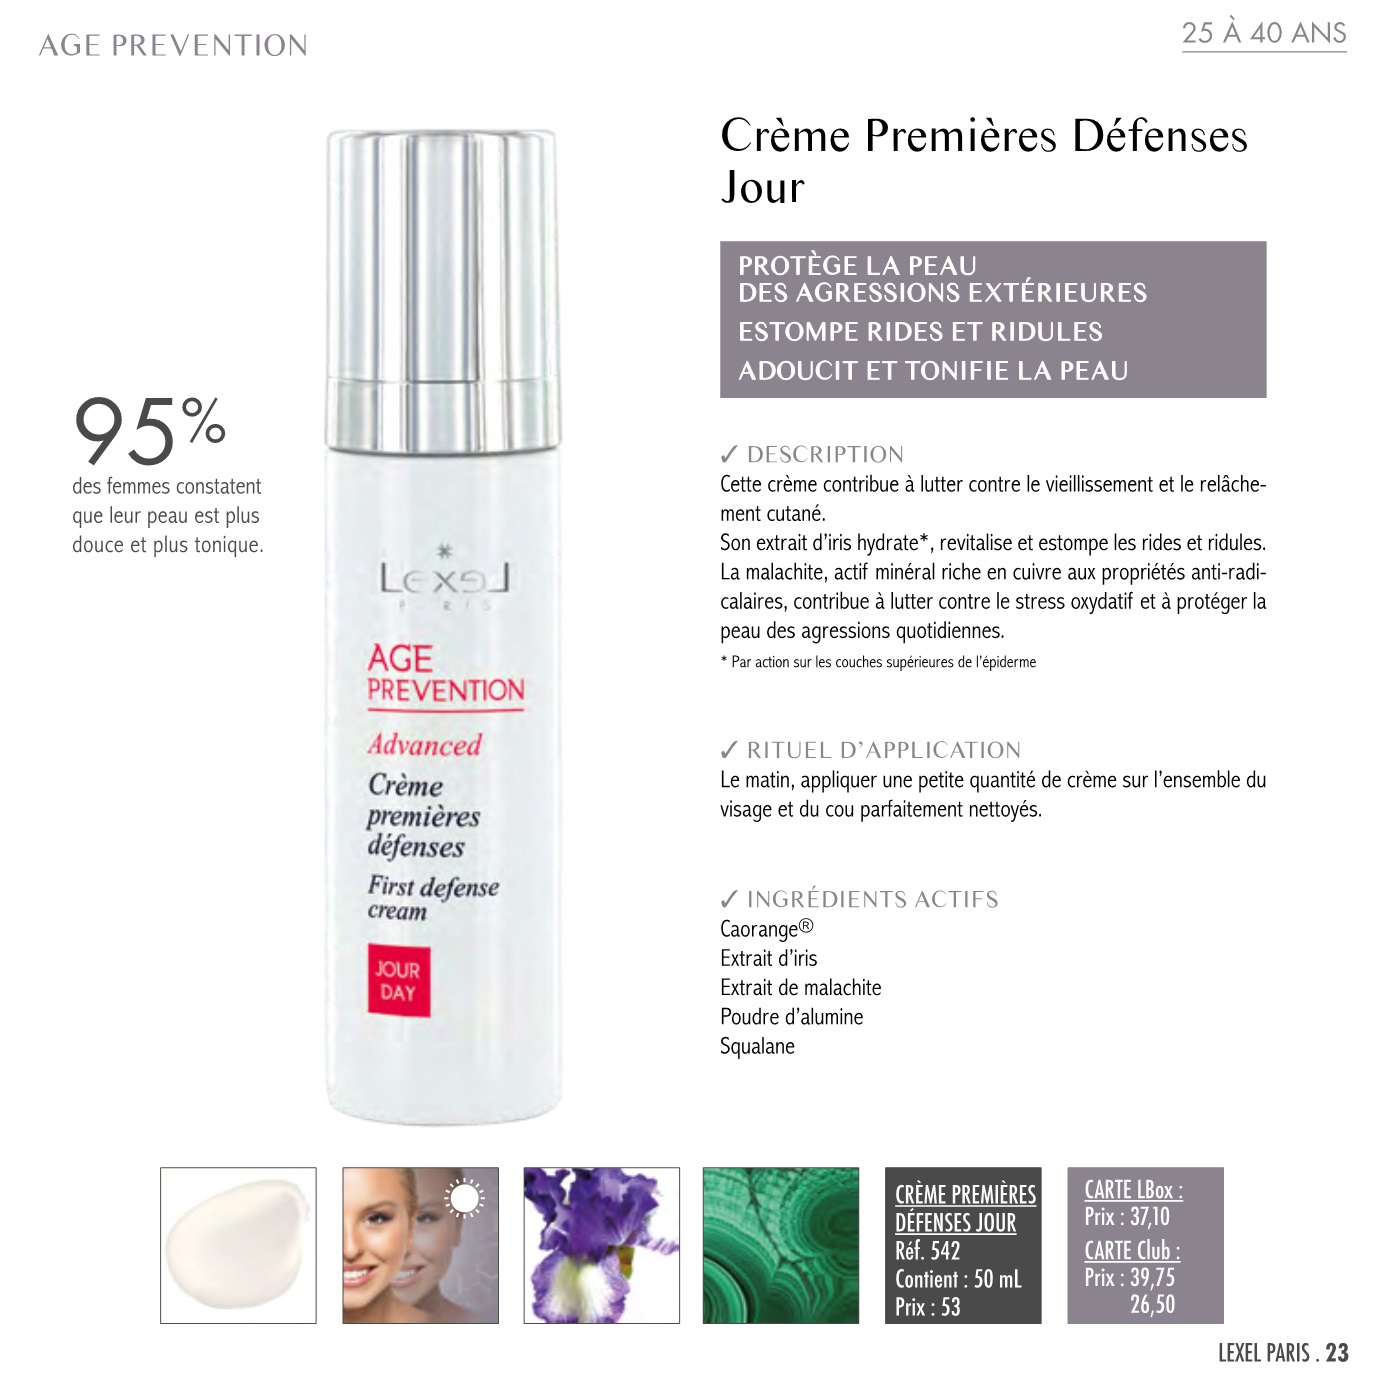 AGE PREVENTION
25 À 40 ANS
Crème Premières Défenses
Jour
PROTÈGE LA PEAU
DES AGRESSIONS EXTÉRIEURES
ESTOMPE RIDES ET RIDULES
ADOUCIT ET TONIFIE LA PEAU
95%
des femmes constatent
que leur peau est plus
douce et plus tonique.
LEXEL
PARIS
AGE
PREVENTION
Advanced
Crème
premières
défenses
First defense
cream
JOUR
DAY
✓ DESCRIPTION
Cette crème contribue à lutter contre le vieillissement et le relâche-
ment cutané.
Son extrait d’iris hydrate*, revitalise et estompe les rides et ridules.
La malachite, actif minéral riche en cuivre aux propriétés anti-radi-
calaires, contribue à lutter contre le stress oxydatif et à protéger la
peau des agressions quotidiennes.
* Par action sur les couches supérieures de l’épiderme
✓ RITUEL D’APPLICATION
Le matin, appliquer une petite quantité de crème sur l’ensemble du
visage et du cou parfaitement nettoyés.
✓ INGRÉDIENTS ACTIFS
Caorange®
Extrait d’iris
Extrait de malachite
Poudre d’alumine
Squalane
CRÈME PREMIÈRES
DÉFENSES JOUR
Réf. 542
Contient : 50 mL
Prix : 53
CARTE LBox :
Prix : 37,10
CARTE Club :
Prix : 39,75
26,50
LEXEL PARIS . 23